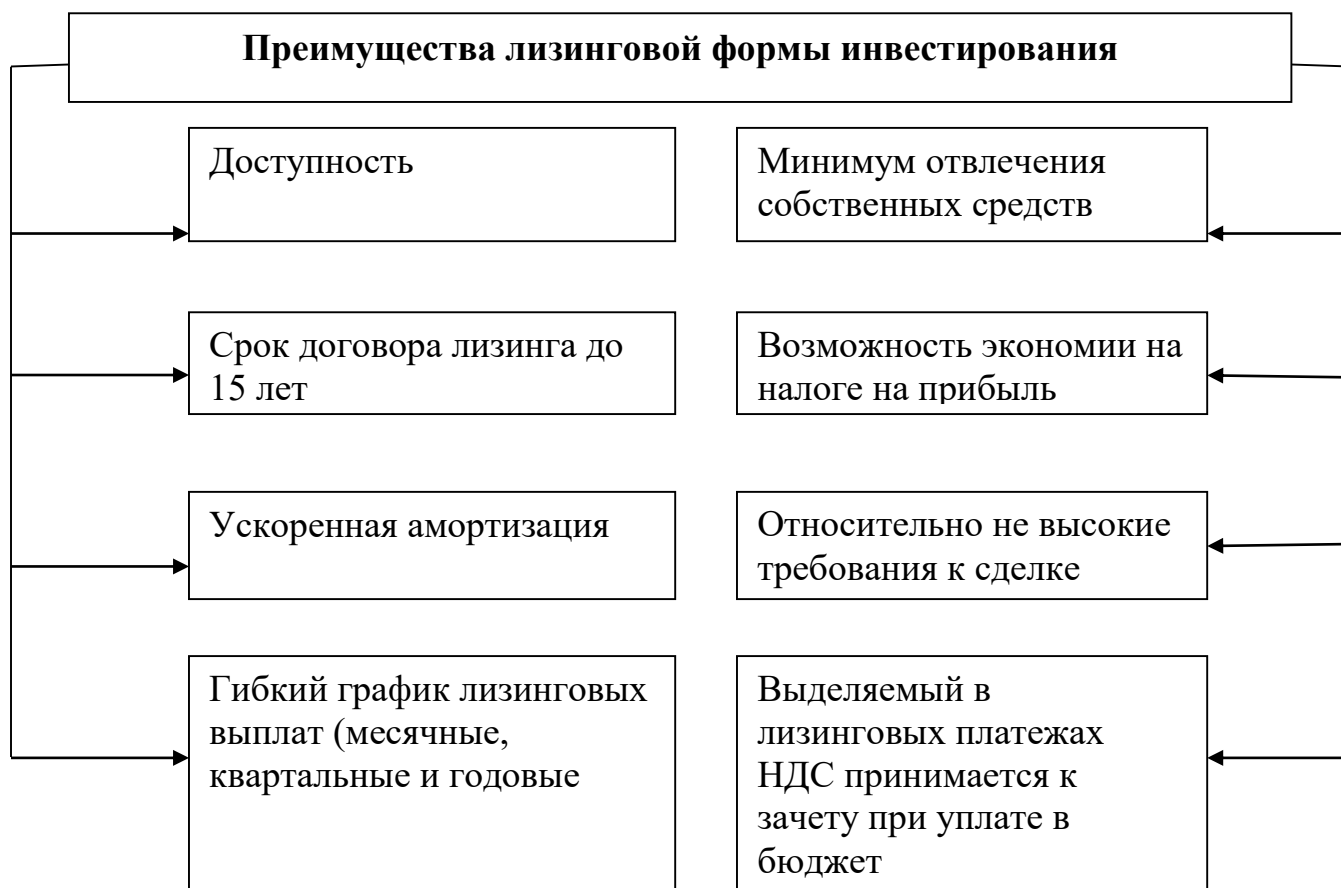 Преимущества лизинговой формы инвестирования
Доступность
Минимум отвлечения
собственных средств
Срок договора лизинга до
15 лет
Возможность экономии на
налоге на прибыль
Ускоренная амортизация
Относительно не высокие
требования к сделке
Гибкий график лизинговых
выплат (месячные,
квартальные и годовые
Выделяемый в
лизинговых платежах
НДС принимается к
зачету при уплате в
бюджет